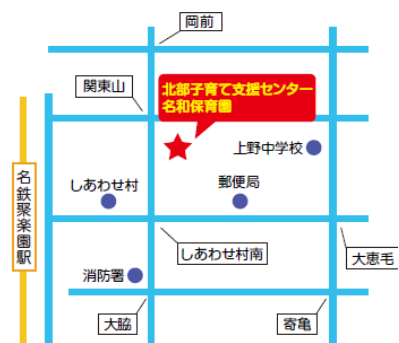 岡前
関東山
北部子育て支援センター
名和保育園
上野中学校
しあわせ村
郵便局
名鉄聚楽園駅
しあわせ村南
大恵毛
消防署
大脇
寄亀